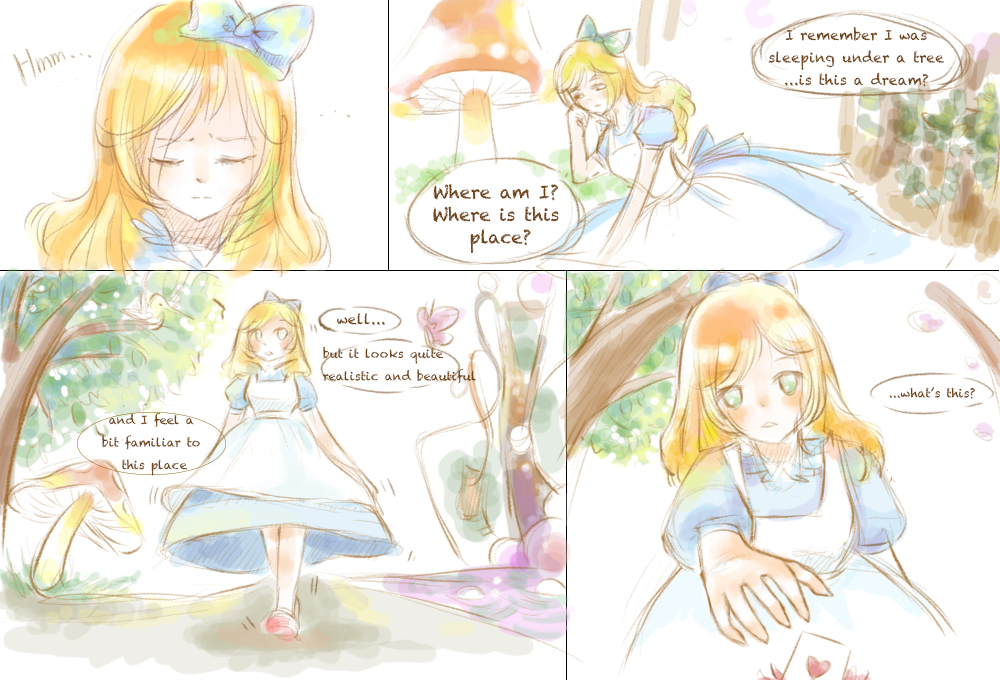 Hmm...
I remember I was
sleeping under a tree
...is this a dream?
Where am I?
Where is this
place?
well...
but it looks quite
realistic and beautiful
and I feel a
bit familiar to
this place
...what's this?